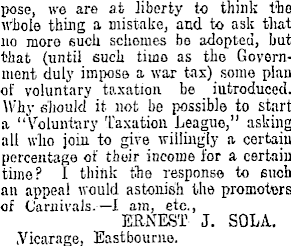 pose, we are at liberty to think the
whole thing a mistake, and to ask that
no more such schemes be adopted, but
that (until such time as the Govern-
ment duly impose a war tax) some plan
of voluntary taxation be introduced.
Why should it not be possible to start
a "Voluntary Taxation League," asking
all who join to give willingly a certain
percentage of their income for a certain
time? I think the response to such
an appeal would astonish the promoters
of Carnivals.—I am, etc.,
ERNEST J. SOLA.
Vicarage, Eastbourne.